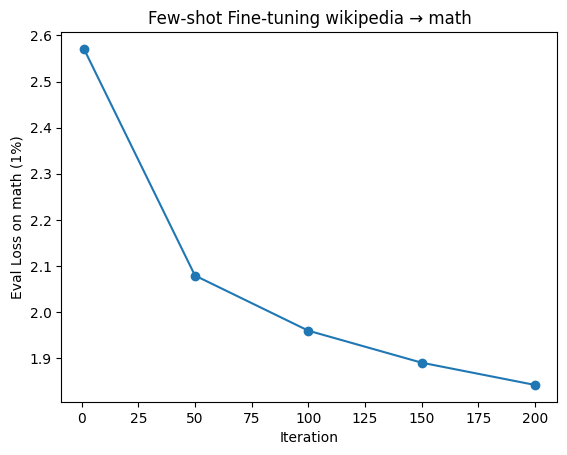 Few-shot Fine-tuning wikipedia → math
2.6
2.5
2.4
2.3
2.2
2.1
2.0
1.9
Eval Loss on math (1%)
0 25 50 75 100 125 150 175 200
Iteration